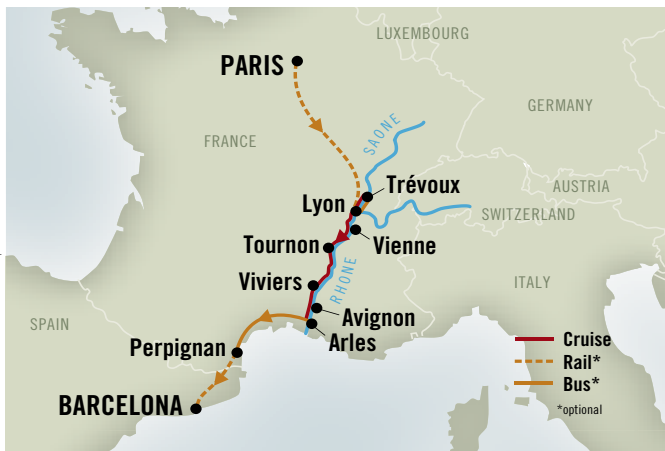 LUXEMBOURG
PARIS
GERMANY
FRANCE
SAONE
Trévoux
AUSTRIA
Lyon
SWITZERLAND
Vienne
Tournon
RHONE
Viviers
ITALY
Avignon
SPAIN
Arles
Perpignan
BARCELONA
Cruise
Rail*
Bus*
*optional